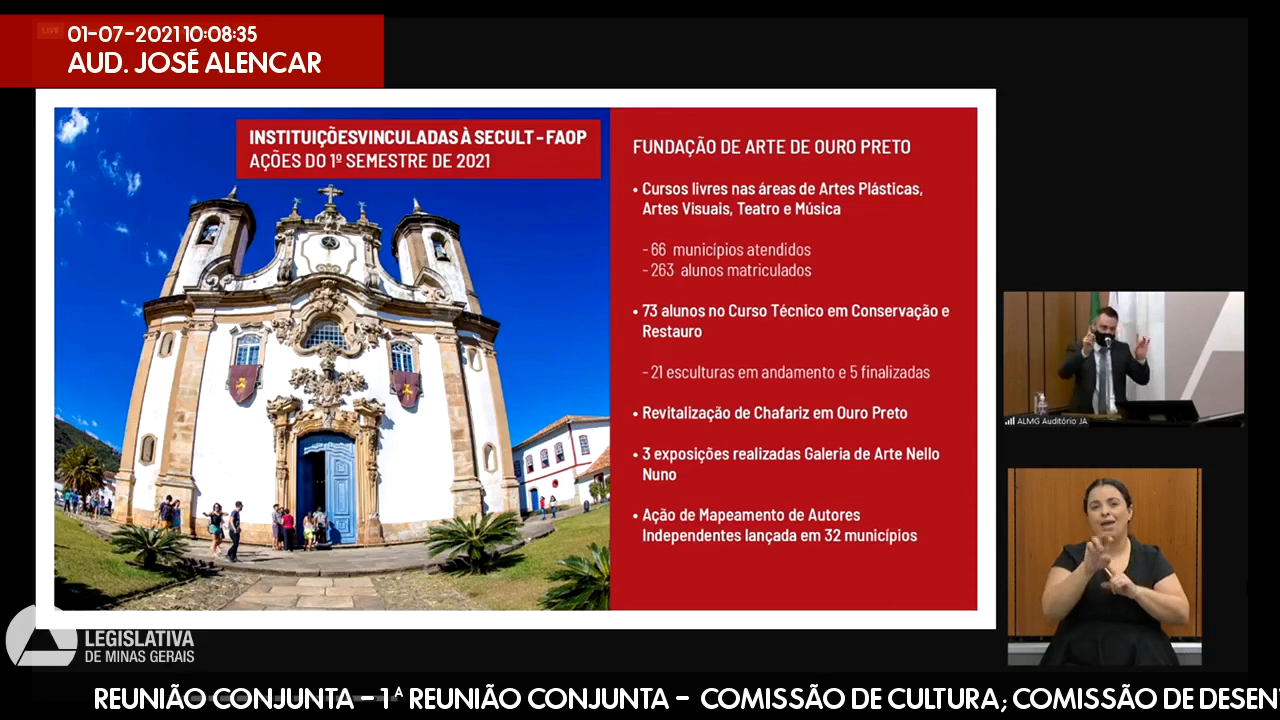 LIVE
01-07-2021 10:08:35
AUD. JOSÉ ALENCAR
INSTITUIÇÕESVINCULADAS À SECULT - FAOP
AÇÕES DO 1º SEMESTRE DE 2021
FUNDAÇÃO DE ARTE DE OURO PRETO
• Cursos livres nas áreas de Artes Plásticas,
Artes Visuais, Teatro e Música
- 66 municípios atendidos
- 263 alunos matriculados
• 73 alunos no Curso Técnico em Conservação e
Restauro
- 21 esculturas em andamento e 5 finalizadas
• Revitalização de Chafariz em Ouro Preto
• 3 exposições realizadas Galeria de Arte Nello
Nuno
• Ação de Mapeamento de Autores
Independentes lançada em 32 municípios
ALMG Auditório JA
LEGISLATIVA
DE MINAS GERAIS
REUNIÃO CONJUNTA - 1ª REUNIÃO CONJUNTA - COMISSÃO DE CULTURA; COMISSÃO DE DESEN